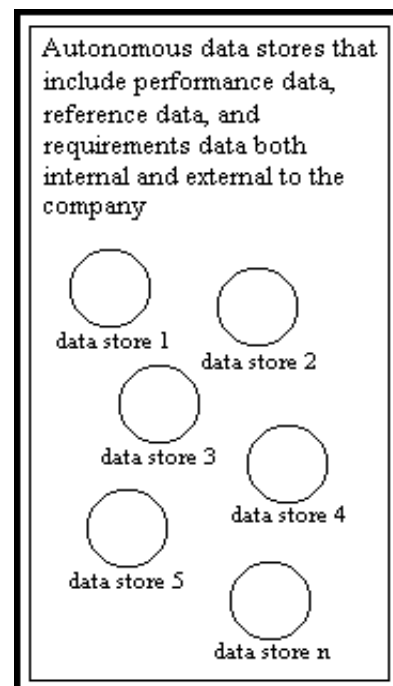 Autonomous data stores that
include performance data,
reference data, and
requirements data both
internal and external to the
company
data store 1
data store 2
data store 3
data store 4
data store 5
data store n